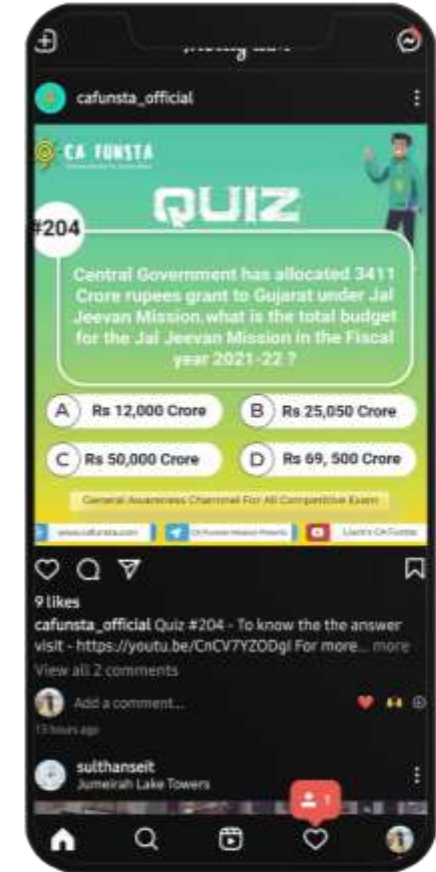 cafunsta_official
CA FUNSTA
QUIZ
#204
Central Government has allocated 3411
Crore rupees grant to Gujarat under Jal
Jeevan Mission.what is the total budget
for the Jal Jeevan Mission in the Fiscal
year 2021-22 ?
A Rs 12,000 Crore
B Rs 25,050 Crore
C Rs 50,000 Crore
D Rs 69, 500 Crore
General Awareness Channel For All Competitive Exam
www.cafunsta.com
9 likes
cafunsta_official Quiz #204 - To know the the answer
visit - https://youtu.be/CnCV7YZODgI For more... more
View all 2 comments
Add a comment...
13 hours ago
sulthanseit
Jumeirah Lake Towers
1